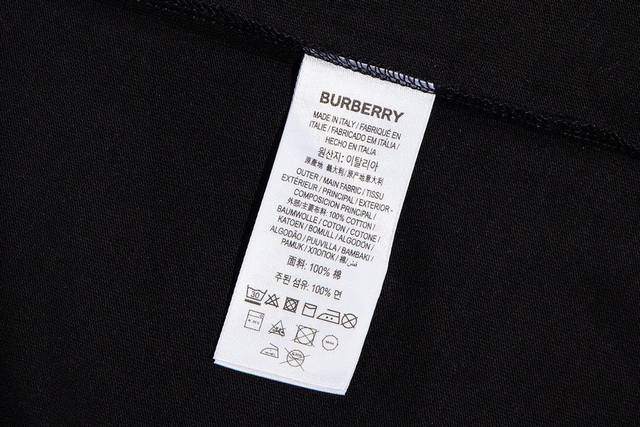 BURBERRY
MADE IN ITALY / FABRIQUÉ EN
ITALIE / FABRICADO EM ITÁLIA /
HECHO EN ITALIA
원산지: 이탈리아
原產地 義大利 / 原产地意大利
OUTER / MAIN FABRIC / TISSU
EXTÉRIEUR / PRINCIPAL / EXTERIOR -
COMPOSICION PRINCIPAL /
外部/主要布料: 100% COTTON /
BAUMWOLLE / COTON / COTONE /
KATOEN / BOMULL / ALGODÓN /
ALGODÃO / PUUVILLA / BAMBAKI /
PAMUK / ХЛОПОК / 棉 /
面料: 100% 棉
주된 섬유: 100% 면
30